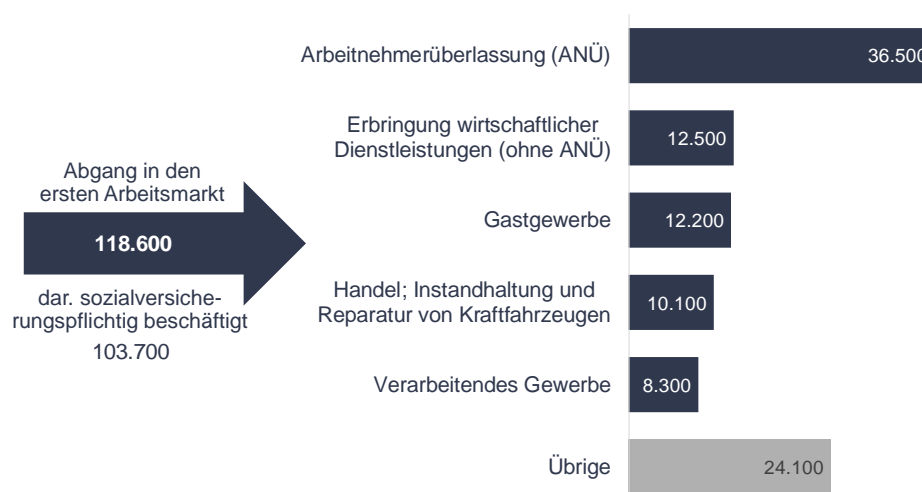 Arbeitnehmerüberlassung (ANÜ)
36.500
Erbringung wirtschaftlicher
Dienstleistungen (ohne ANÜ)
12.500
Abgang in den
ersten Arbeitsmarkt
118.600
dar. sozialversiche-
rungspflichtig beschäftigt
103.700
Gastgewerbe
12.200
Handel; Instandhaltung und
Reparatur von Kraftfahrzeugen
10.100
Verarbeitendes Gewerbe
8.300
Übrige
24.100